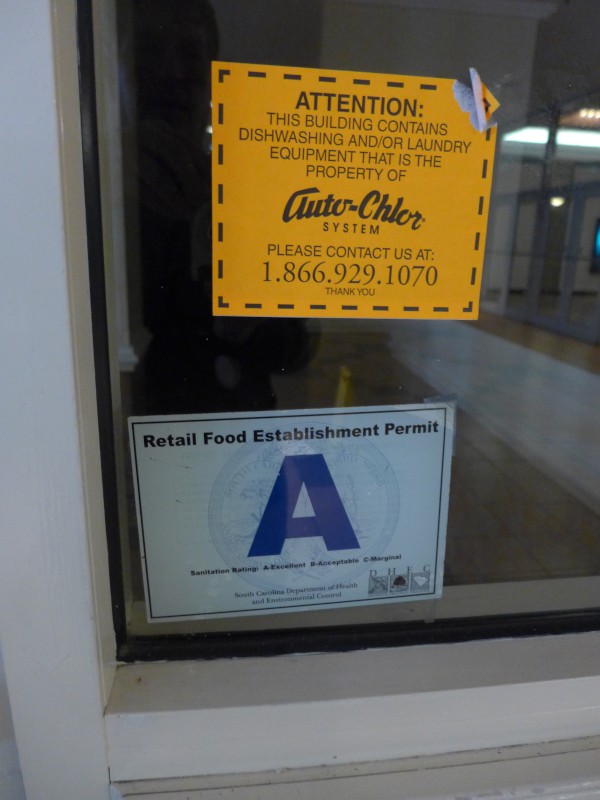 ATTENTION:
THIS BUILDING CONTAINS
DISHWASHING AND/OR LAUNDRY
EQUIPMENT THAT IS THE
PROPERTY OF
Auto-Chlor®
SYSTEM
PLEASE CONTACT US AT:
1.866.929.1070
THANK YOU
Retail Food Establishment Permit
A
Sanitation Rating: A-Excellent B-Acceptable C-Marginal
South Carolina Department of Health
and Environmental Control
D H E C